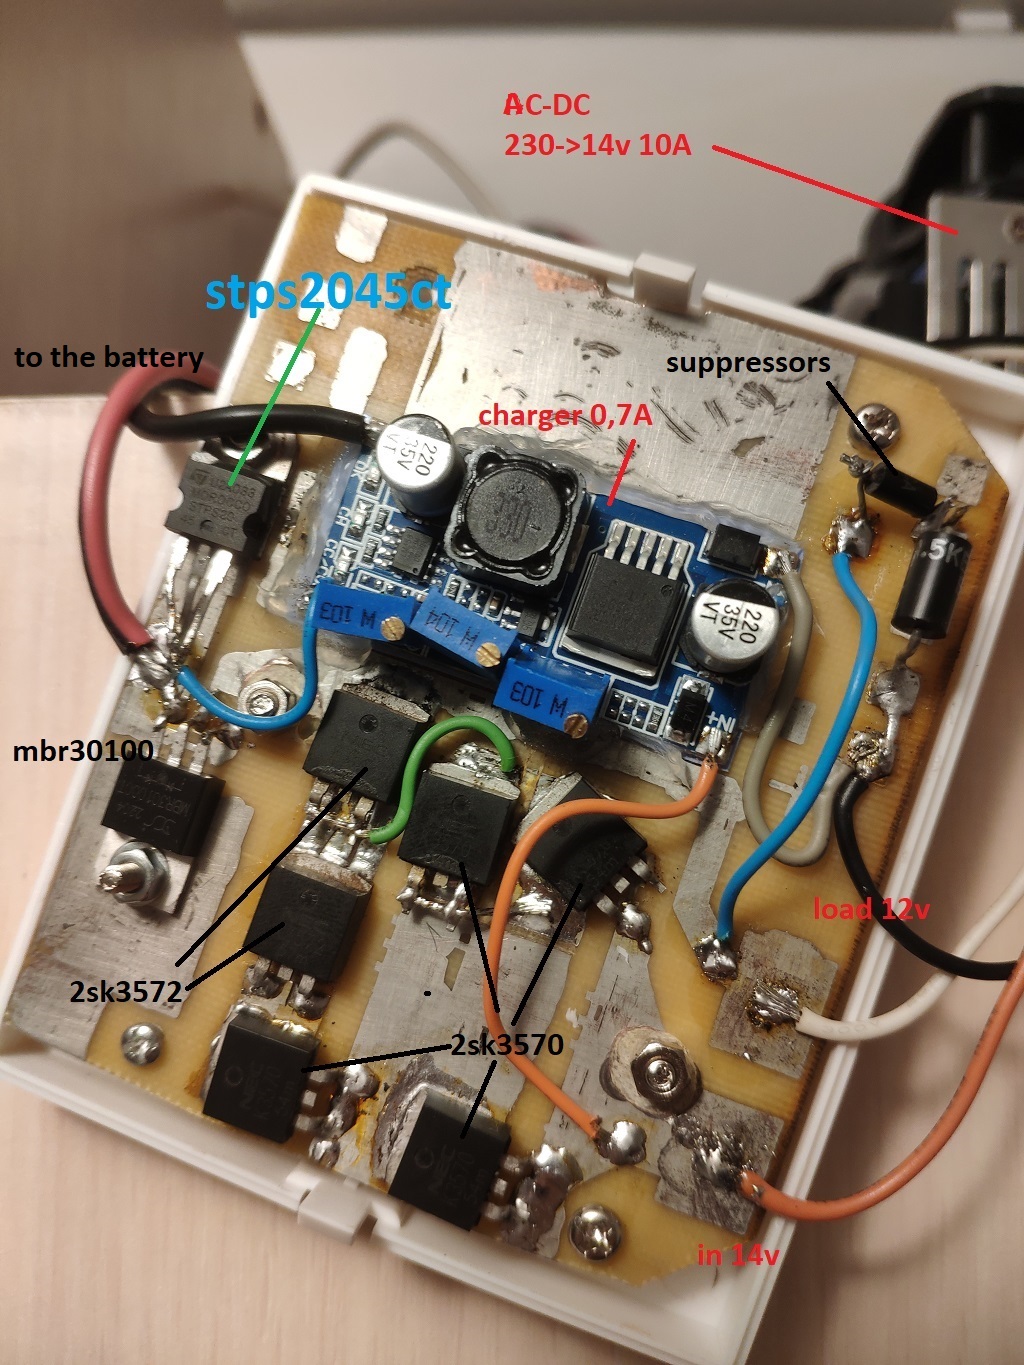 AC-DC
230->14v 10A
stps2045ct
to the battery
suppressors
charger 0,7A
220
35V
VT
W 103
W 104
W 103
220
35V
VT
IN+
.5K
mbr30100
load 12v
2sk3572
2sk3570
in 14v